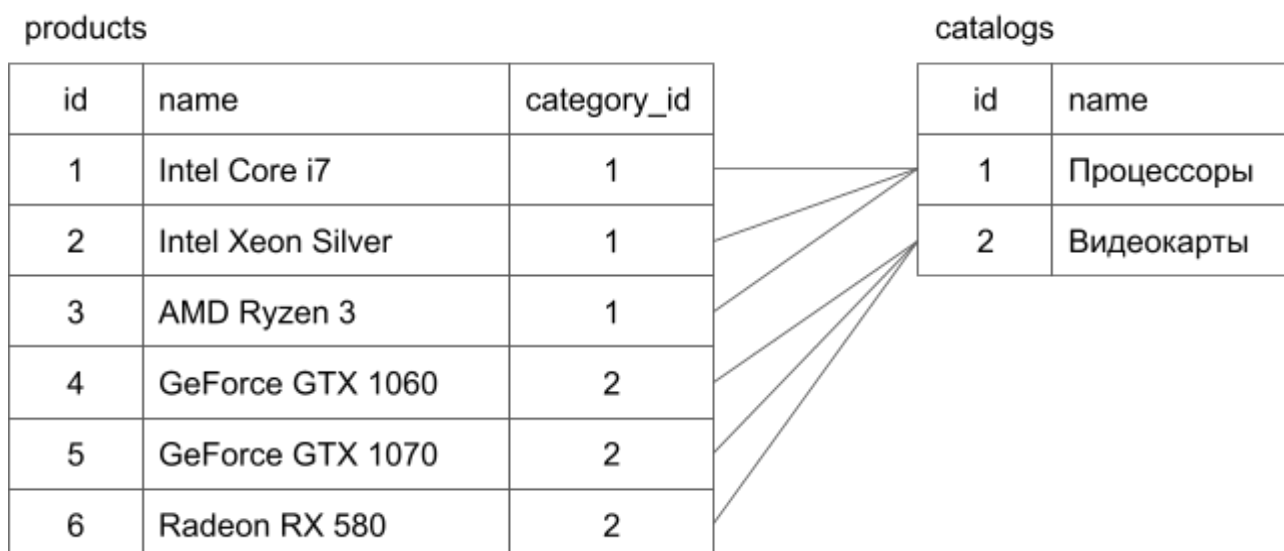 products
id name category_id
1 Intel Core i7 1
2 Intel Xeon Silver 1
3 AMD Ryzen 3 1
4 GeForce GTX 1060 2
5 GeForce GTX 1070 2
6 Radeon RX 580 2
catalogs
id name
1 Процессоры
2 Видеокарты